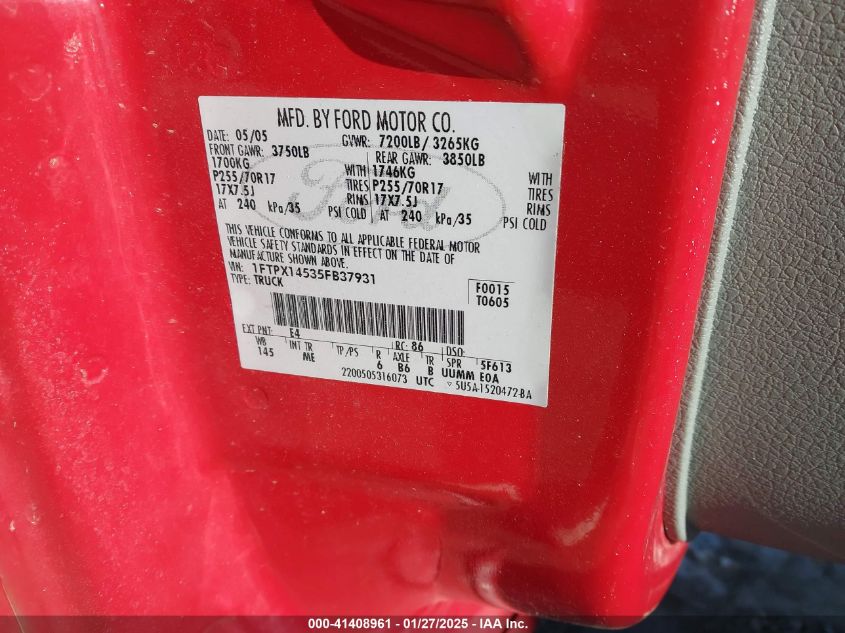 MFD. BY FORD MOTOR CO.
DATE: 05/05 GVWR: 7200LB/ 3265KG
FRONT GAWR: 3750LB REAR GAWR: 3850LB
1700KG WITH 1746KG WITH
P255/70R17 TIRES P255/70R17 TIRES
17X7.5J RIMS 17X7.5J RIMS
AT 240 kPa/35 PSI COLD AT 240 kPa/35 PSI COLD
THIS VEHICLE CONFORMS TO ALL APPLICABLE FEDERAL MOTOR
VEHICLE SAFETY STANDARDS IN EFFECT ON THE DATE OF
MANUFACTURE SHOWN ABOVE.
VIN: 1FTPX14535FB37931 F0015
TYPE: TRUCK T0605
EXT PNT: E4 RC: 86 DSO:
WB INT TR TP/PS R AXLE TR SPR 5F613
145 ME 6 B6 B UUMM EOA
2200505316073 UTC 5U5A-1520472-BA
Ford
000-41408961 - 01/27/2025 - IAA Inc.